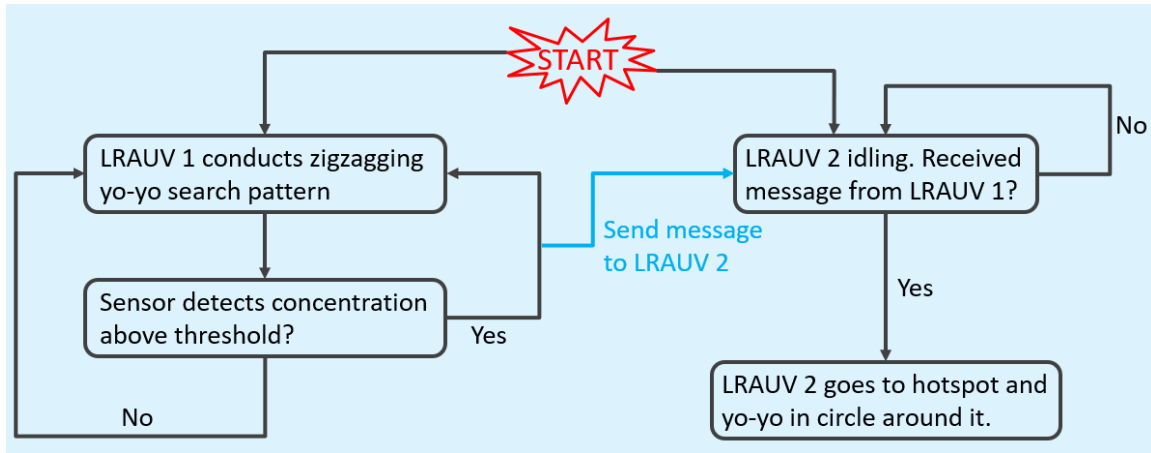 START
LRAUV 1 conducts zigzagging
yo-yo search pattern
LRAUV 2 idling. Received
message from LRAUV 1?
No
Send message
to LRAUV 2
Sensor detects concentration
above threshold?
Yes
Yes
LRAUV 2 goes to hotspot and
yo-yo in circle around it.
No